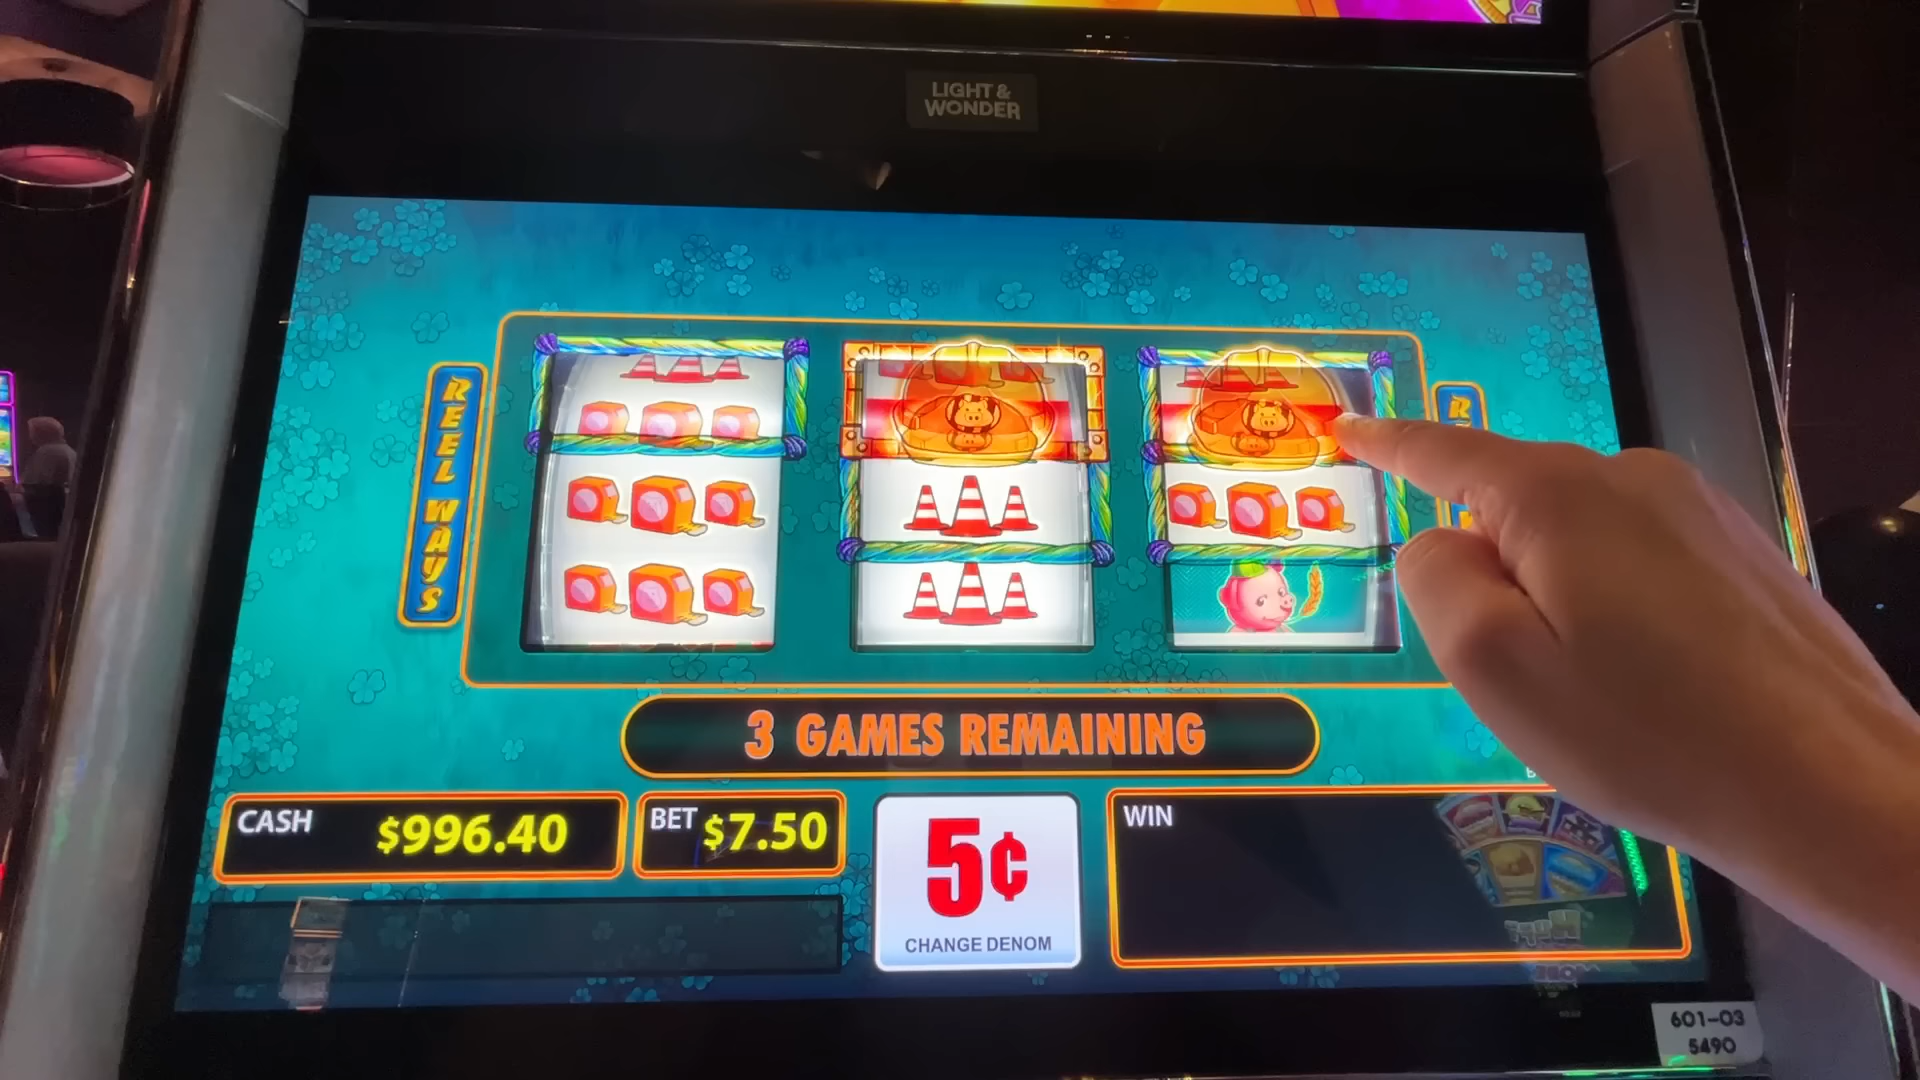 LIGHT &
WONDER
REEL WAYS
3 GAMES REMAINING
CASH $996.40
BET $7.50
5¢
CHANGE DENOM
WIN
601-03
5490